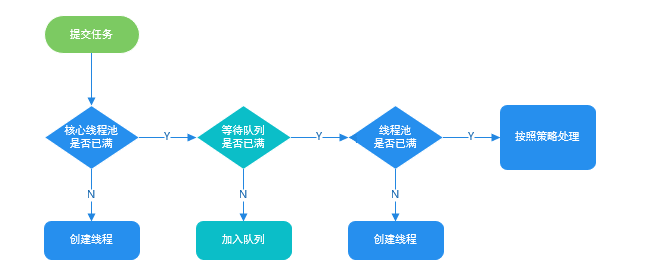 提交任务
核心线程池
是否已满
Y
等待队列
是否已满
Y
线程池
是否已满
Y
按照策略处理
N
N
N
创建线程
加入队列
创建线程